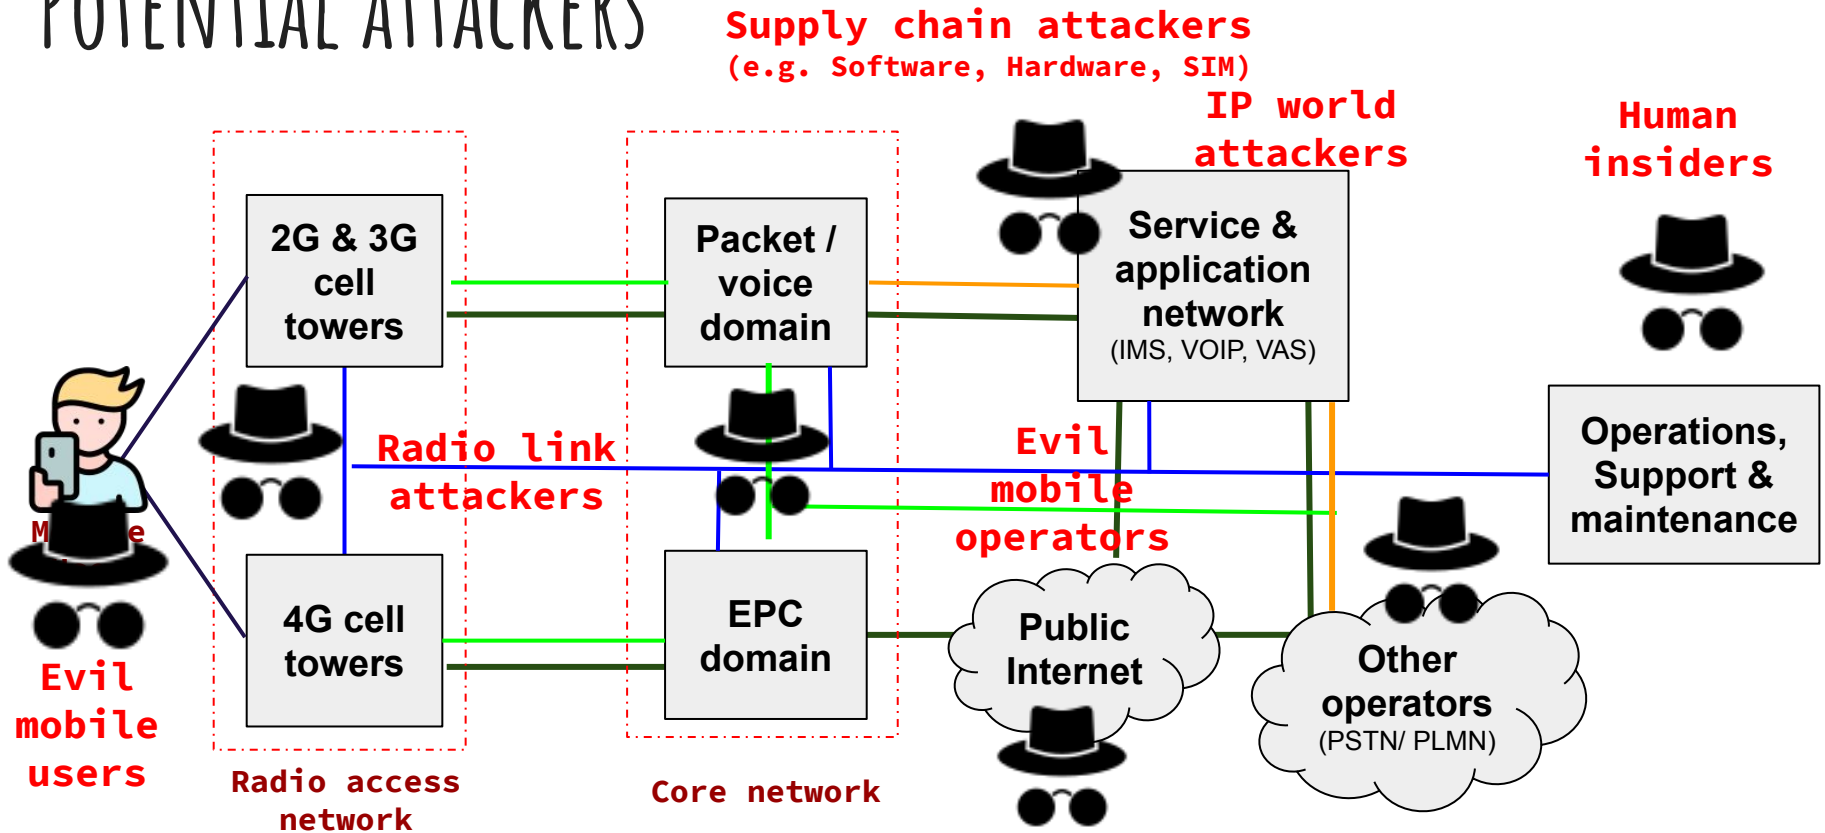 POTENTIAL ATTACKERS
Supply chain attackers
(e.g. Software, Hardware, SIM)
IP world
attackers
Human
insiders
2G & 3G
cell
towers
Packet /
voice
domain
Service &
application
network
(IMS, VOIP, VAS)
Radio link
attackers
Evil
mobile
operators
Operations,
Support &
maintenance
4G cell
towers
EPC
domain
Public
Internet
Other
operators
(PSTN/ PLMN)
Evil
mobile
users
Radio access
network
Core network